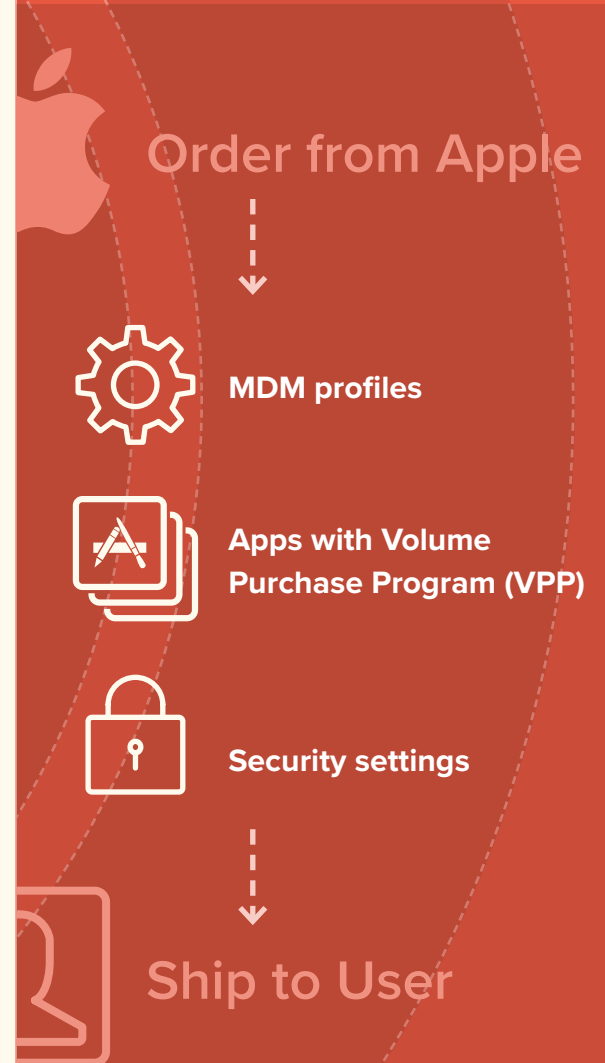 Order from Apple
MDM profiles
Apps with Volume
Purchase Program (VPP)
Security settings
Ship to User